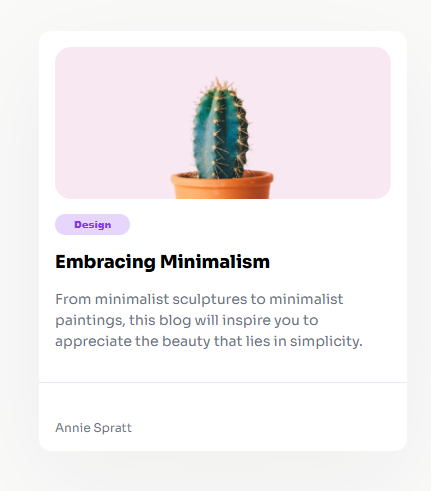 Design
Embracing Minimalism
From minimalist sculptures to minimalist
paintings, this blog will inspire you to
appreciate the beauty that lies in simplicity.
Annie Spratt